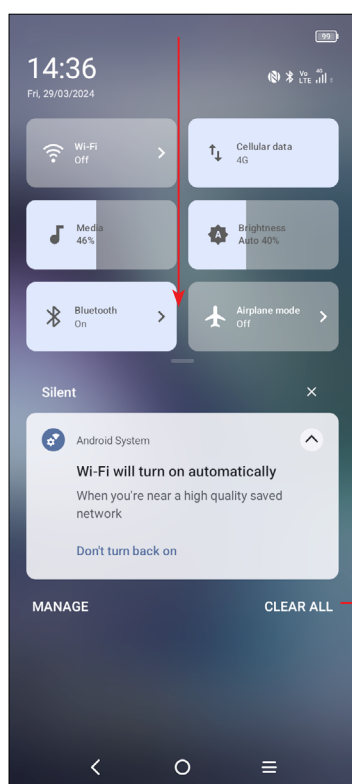 99
14:36
Fri, 29/03/2024
Vo LTE 4G
Wi-Fi
Off
Cellular data
4G
Media
46%
A
Brightness
Auto 40%
Bluetooth
On
Airplane mode
Off
Silent
Android System
Wi-Fi will turn on automatically
When you're near a high quality saved
network
Don't turn back on
MANAGE
CLEAR ALL